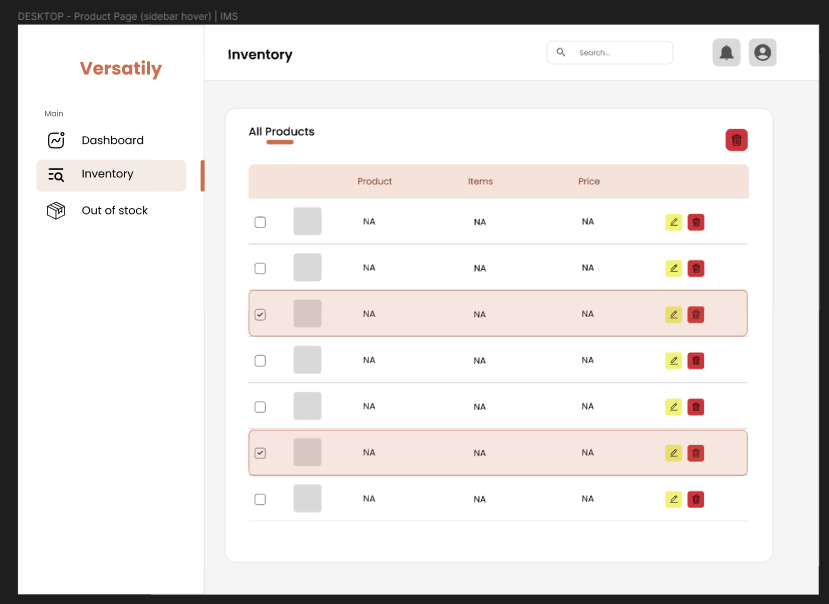 DESKTOP - Product Page (sidebar hover) | IMS
Versatily
Main
Dashboard
Inventory
Out of stock
Inventory
Search...
All Products
Product Items Price
NA NA NA
NA NA NA
NA NA NA
NA NA NA
NA NA NA
NA NA NA
NA NA NA